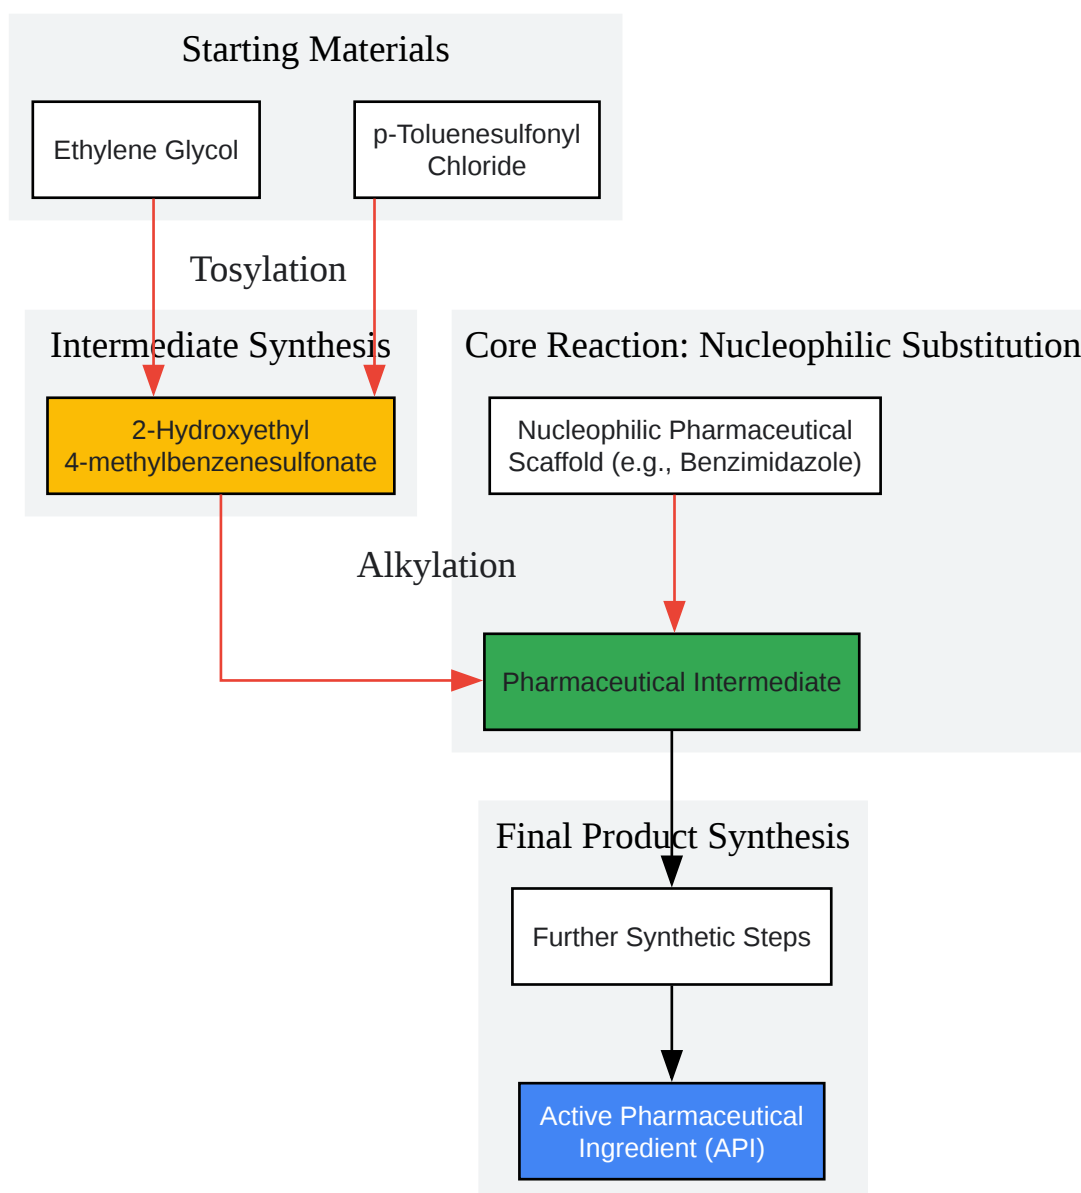 Starting Materials
Ethylene Glycol
p-Toluenesulfonyl
Chloride
Tosylation
Intermediate Synthesis
Core Reaction: Nucleophilic Substitution
2-Hydroxyethyl
4-methylbenzenesulfonate
Nucleophilic Pharmaceutical
Scaffold (e.g., Benzimidazole)
Alkylation
Pharmaceutical Intermediate
Final Product Synthesis
Further Synthetic Steps
Active Pharmaceutical
Ingredient (API)